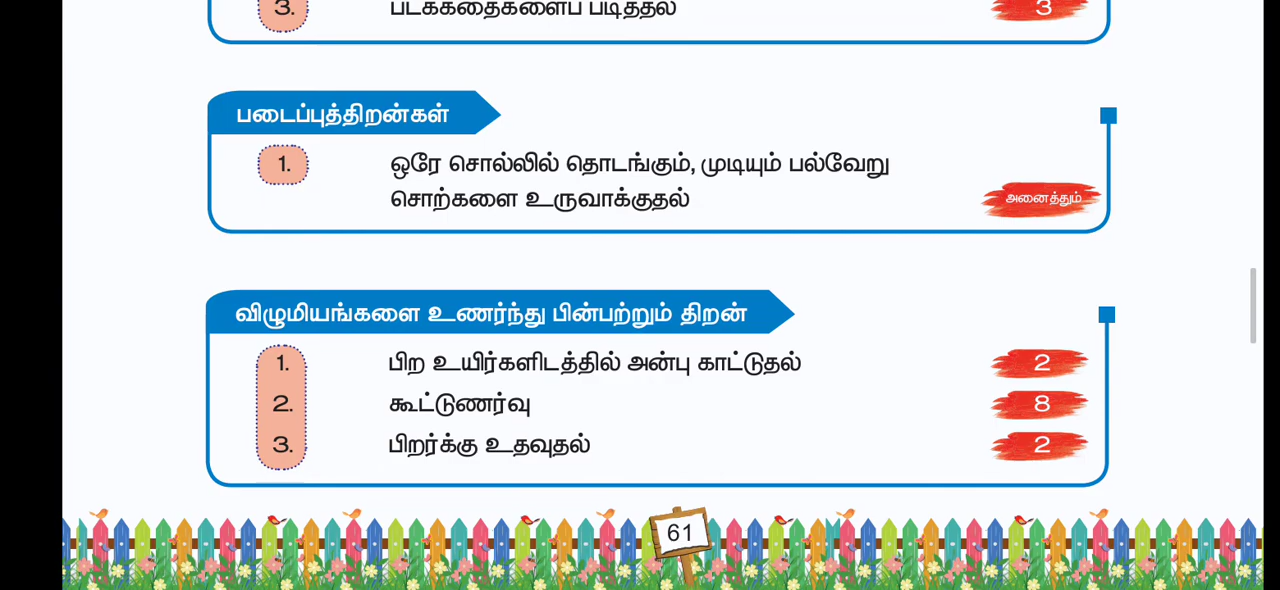 3. படக்கதைகளைப் படித்தல் 3
படைப்புத்திறன்கள்
1. ஒரே சொல்லில் தொடங்கும், முடியும் பல்வேறு
சொற்களை உருவாக்குதல் அனைத்தும்
விழுமியங்களை உணர்ந்து பின்பற்றும் திறன்
1. பிற உயிர்களிடத்தில் அன்பு காட்டுதல் 2
2. கூட்டுணர்வு 8
3. பிறர்க்கு உதவுதல் 2
61